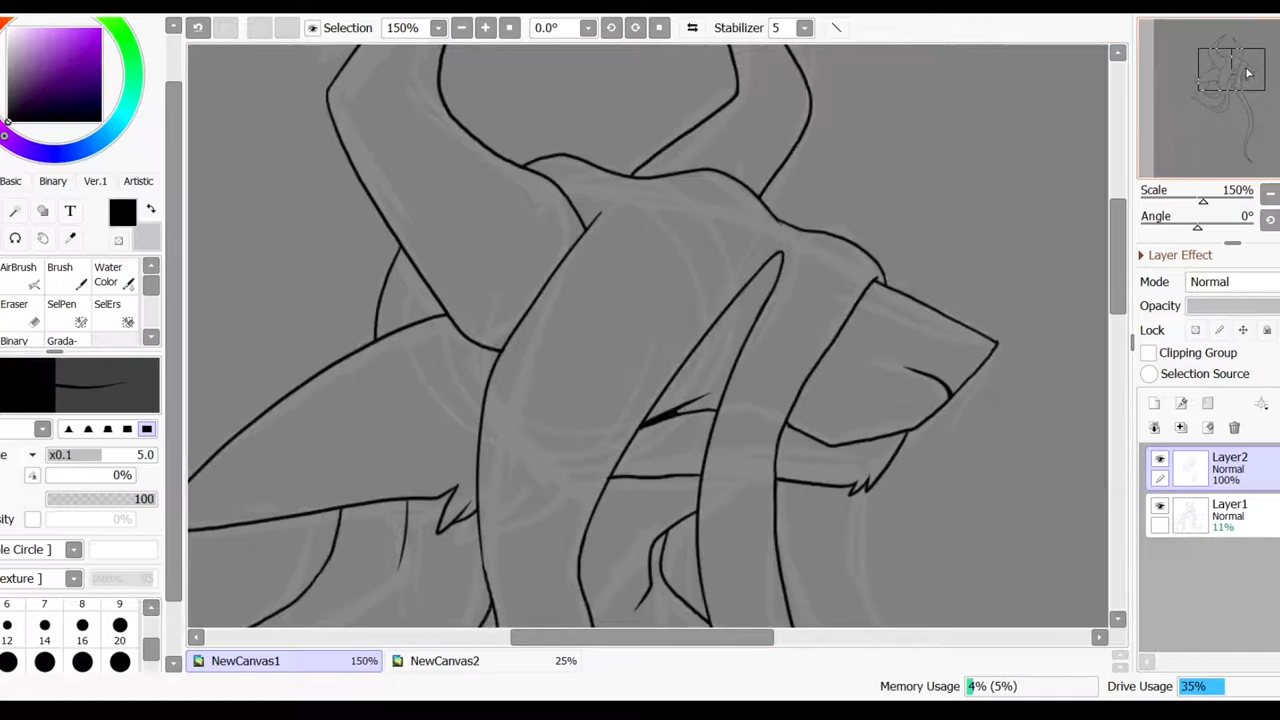 Selection 150% 0.0° Stabilizer 5
Scale 150%
Angle 0°
Layer Effect
Mode Normal
Opacity
Lock
Clipping Group
Selection Source
Layer2
Normal
100%
Layer1
Normal
11%
Basic Binary Ver.1 Artistic
T
AirBrush Brush Water Color
Eraser SelPen SelErs
Binary Grada-
x0.1 5.0
0%
100
0%
le Circle ]
exture ] 95
6 7 8 9
12 14 16 20
NewCanvas1 150% NewCanvas2 25%
Memory Usage 4% (5%) Drive Usage 35%